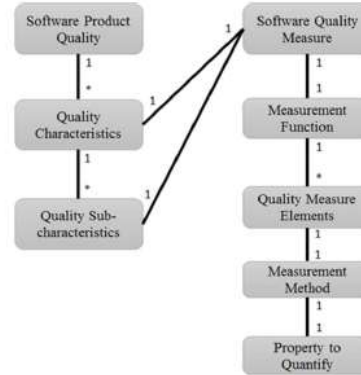 Software Product
Quality
1
*
Quality
Characteristics
1
1
*
Quality Sub-
characteristics
1
1
Software Quality
Measure
1
1
Measurement
Function
1
*
Quality Measure
Elements
1
1
Measurement
Method
1
1
Property to
Quantify